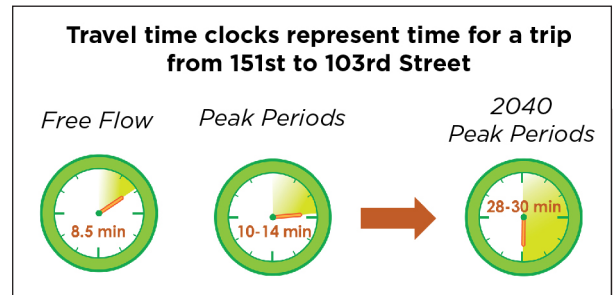 Travel time clocks represent time for a trip
from 151st to 103rd Street
Free Flow
Peak Periods
2040
Peak Periods
8.5 min
10-14 min
28-30 min